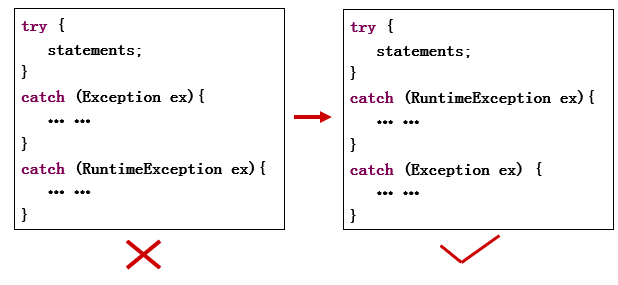 try {
statements;
}
catch (Exception ex){
… …
}
catch (RuntimeException ex){
… …
}
try {
statements;
}
catch (RuntimeException ex){
… …
}
catch (Exception ex) {
… …
}